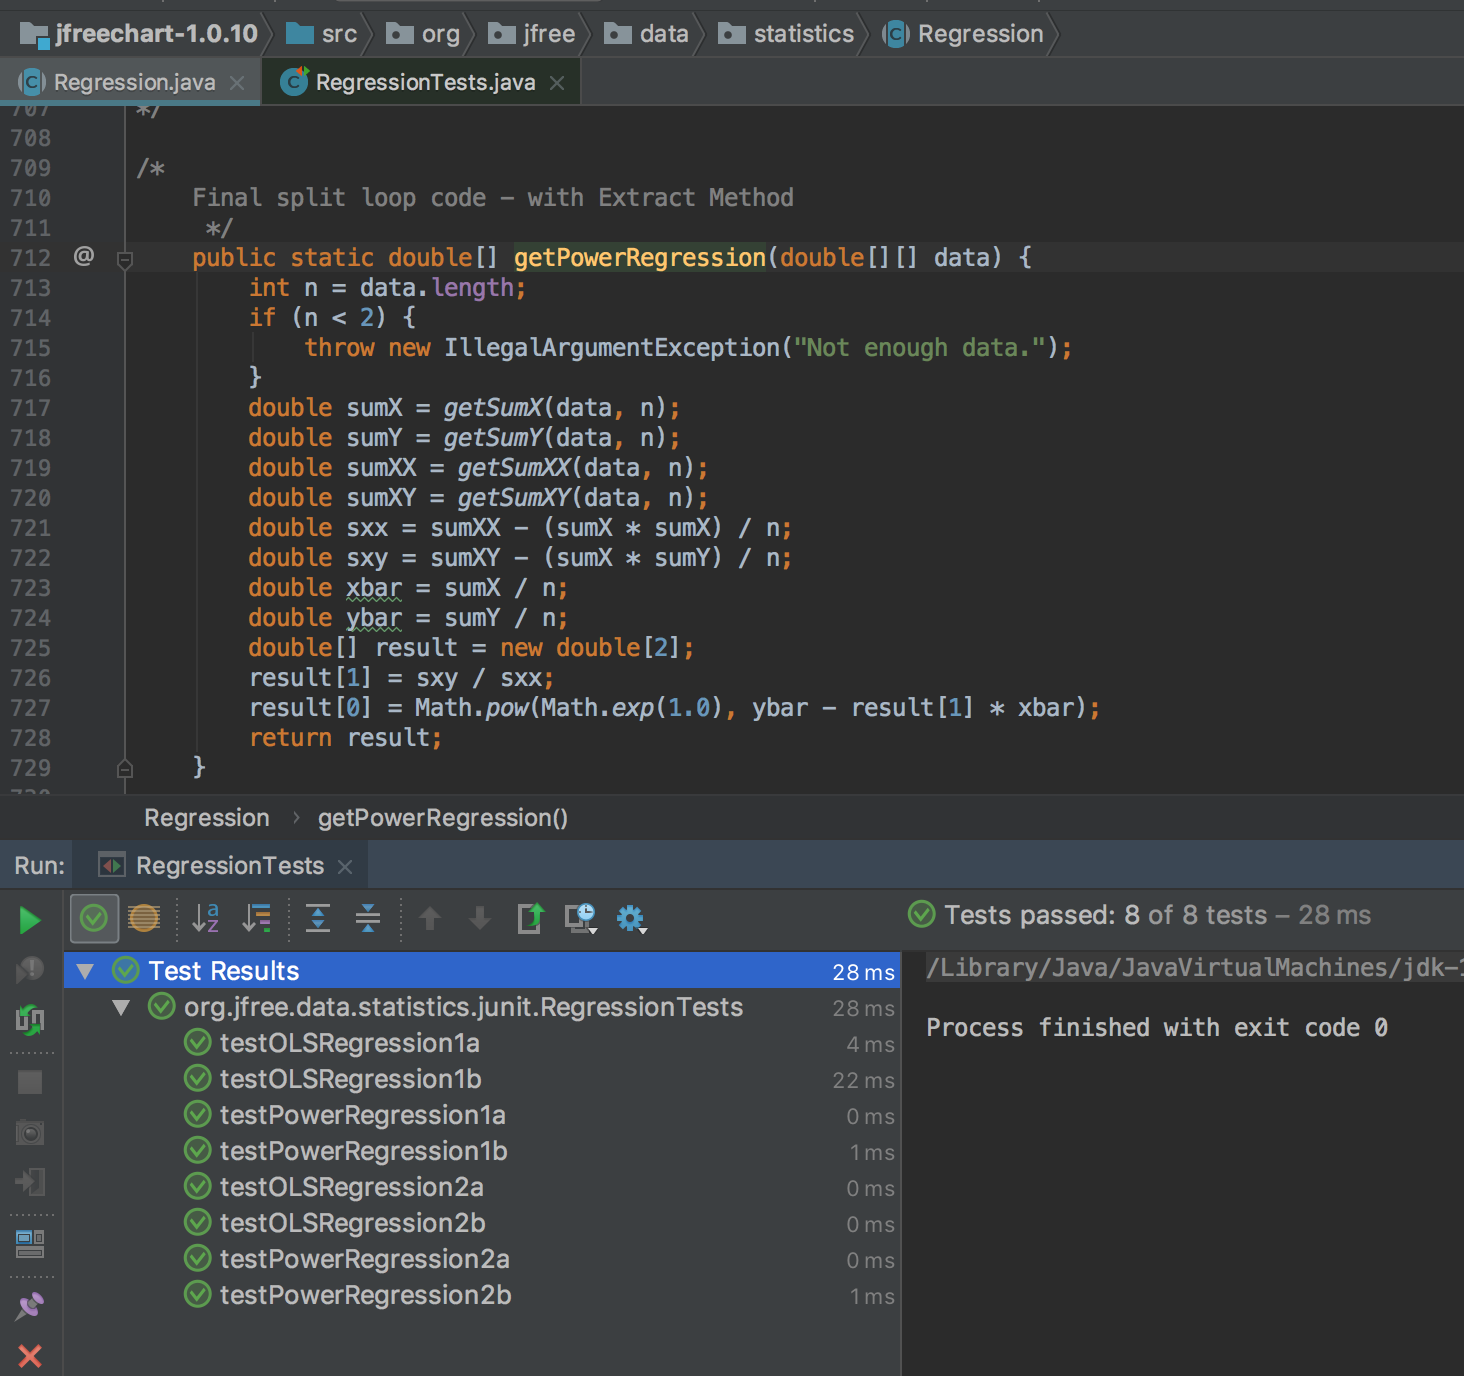 jfreechart-1.0.10 src org jfree data statistics Regression
Regression.java RegressionTests.java
707 */
708
709 /*
710 Final split loop code - with Extract Method
711 */
712 @ public static double[] getPowerRegression(double[][] data) {
713 int n = data.length;
714 if (n < 2) {
715 throw new IllegalArgumentException("Not enough data.");
716 }
717 double sumX = getSumX(data, n);
718 double sumY = getSumY(data, n);
719 double sumXX = getSumXX(data, n);
720 double sumXY = getSumXY(data, n);
721 double sxx = sumXX - (sumX * sumX) / n;
722 double sxy = sumXY - (sumX * sumY) / n;
723 double xbar = sumX / n;
724 double ybar = sumY / n;
725 double[] result = new double[2];
726 result[1] = sxy / sxx;
727 result[0] = Math.pow(Math.exp(1.0), ybar - result[1] * xbar);
728 return result;
729 }
730
Regression › getPowerRegression()
Run: RegressionTests
Tests passed: 8 of 8 tests – 28 ms
Test Results 28 ms
org.jfree.data.statistics.junit.RegressionTests 28 ms
testOLSRegression1a 4 ms
testOLSRegression1b 22 ms
testPowerRegression1a 0 ms
testPowerRegression1b 1 ms
testOLSRegression2a 0 ms
testOLSRegression2b 0 ms
testPowerRegression2a 0 ms
testPowerRegression2b 1 ms
/Library/Java/JavaVirtualMachines/jdk-1
Process finished with exit code 0